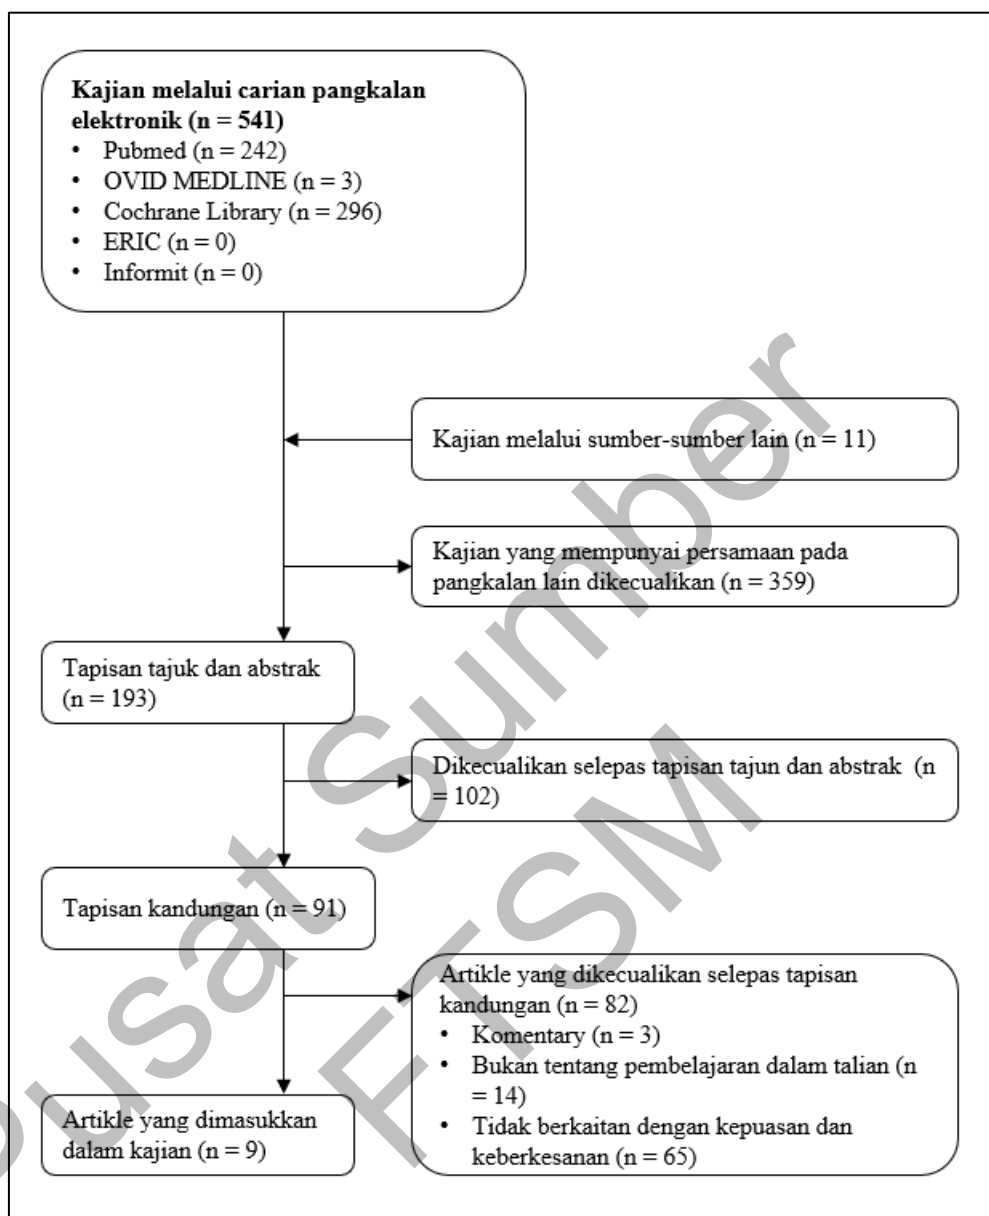 Kajian melalui carian pangkalan
elektronik (n = 541)
• Pubmed (n = 242)
• OVID MEDLINE (n = 3)
• Cochrane Library (n = 296)
• ERIC (n = 0)
• Informit (n = 0)
Kajian melalui sumber-sumber lain (n = 11)
Kajian yang mempunyai persamaan pada
pangkalan lain dikecualikan (n = 359)
Tapisan tajuk dan abstrak
(n = 193)
Dikecualikan selepas tapisan tajun dan abstrak (n
= 102)
Tapisan kandungan (n = 91)
Artikle yang dikecualikan selepas tapisan
kandungan (n = 82)
• Komentary (n = 3)
• Bukan tentang pembelajaran dalam talian (n
= 14)
• Tidak berkaitan dengan kepuasan dan
keberkesanan (n = 65)
Artikle yang dimasukkan
dalam kajian (n = 9)
Pusat Sumber
FTSM